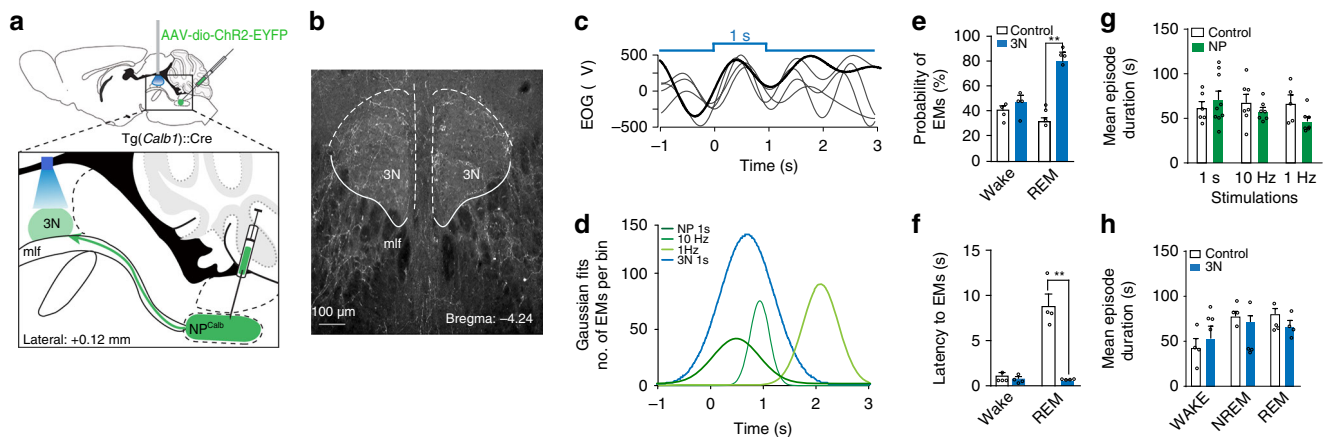 a
AAV-dio-ChR2-EYFP
Tg(Calb1)::Cre
3N
mlf
NP^Calb
Lateral: +0.12 mm
b
3N
3N
mlf
100 µm
Bregma: –4.24
c
1 s
EOG ( V)
500
0
–500
–1 0 1 2 3
Time (s)
d
Gaussian fits
no. of EMs per bin
150
100
50
0
NP 1s
10 Hz
1Hz
3N 1s
–1 0 1 2 3
Time (s)
e
Control
3N
**
Probability of
EMs (%)
100
80
60
40
20
0
Wake REM
f
Latency to EMs (s)
15
10
5
0
**
Wake REM
g
Control
NP
Mean episode
duration (s)
150
100
50
0
1 s 10 Hz 1 Hz
Stimulations
h
Control
3N
Mean episode
duration (s)
150
100
50
0
WAKE NREM REM